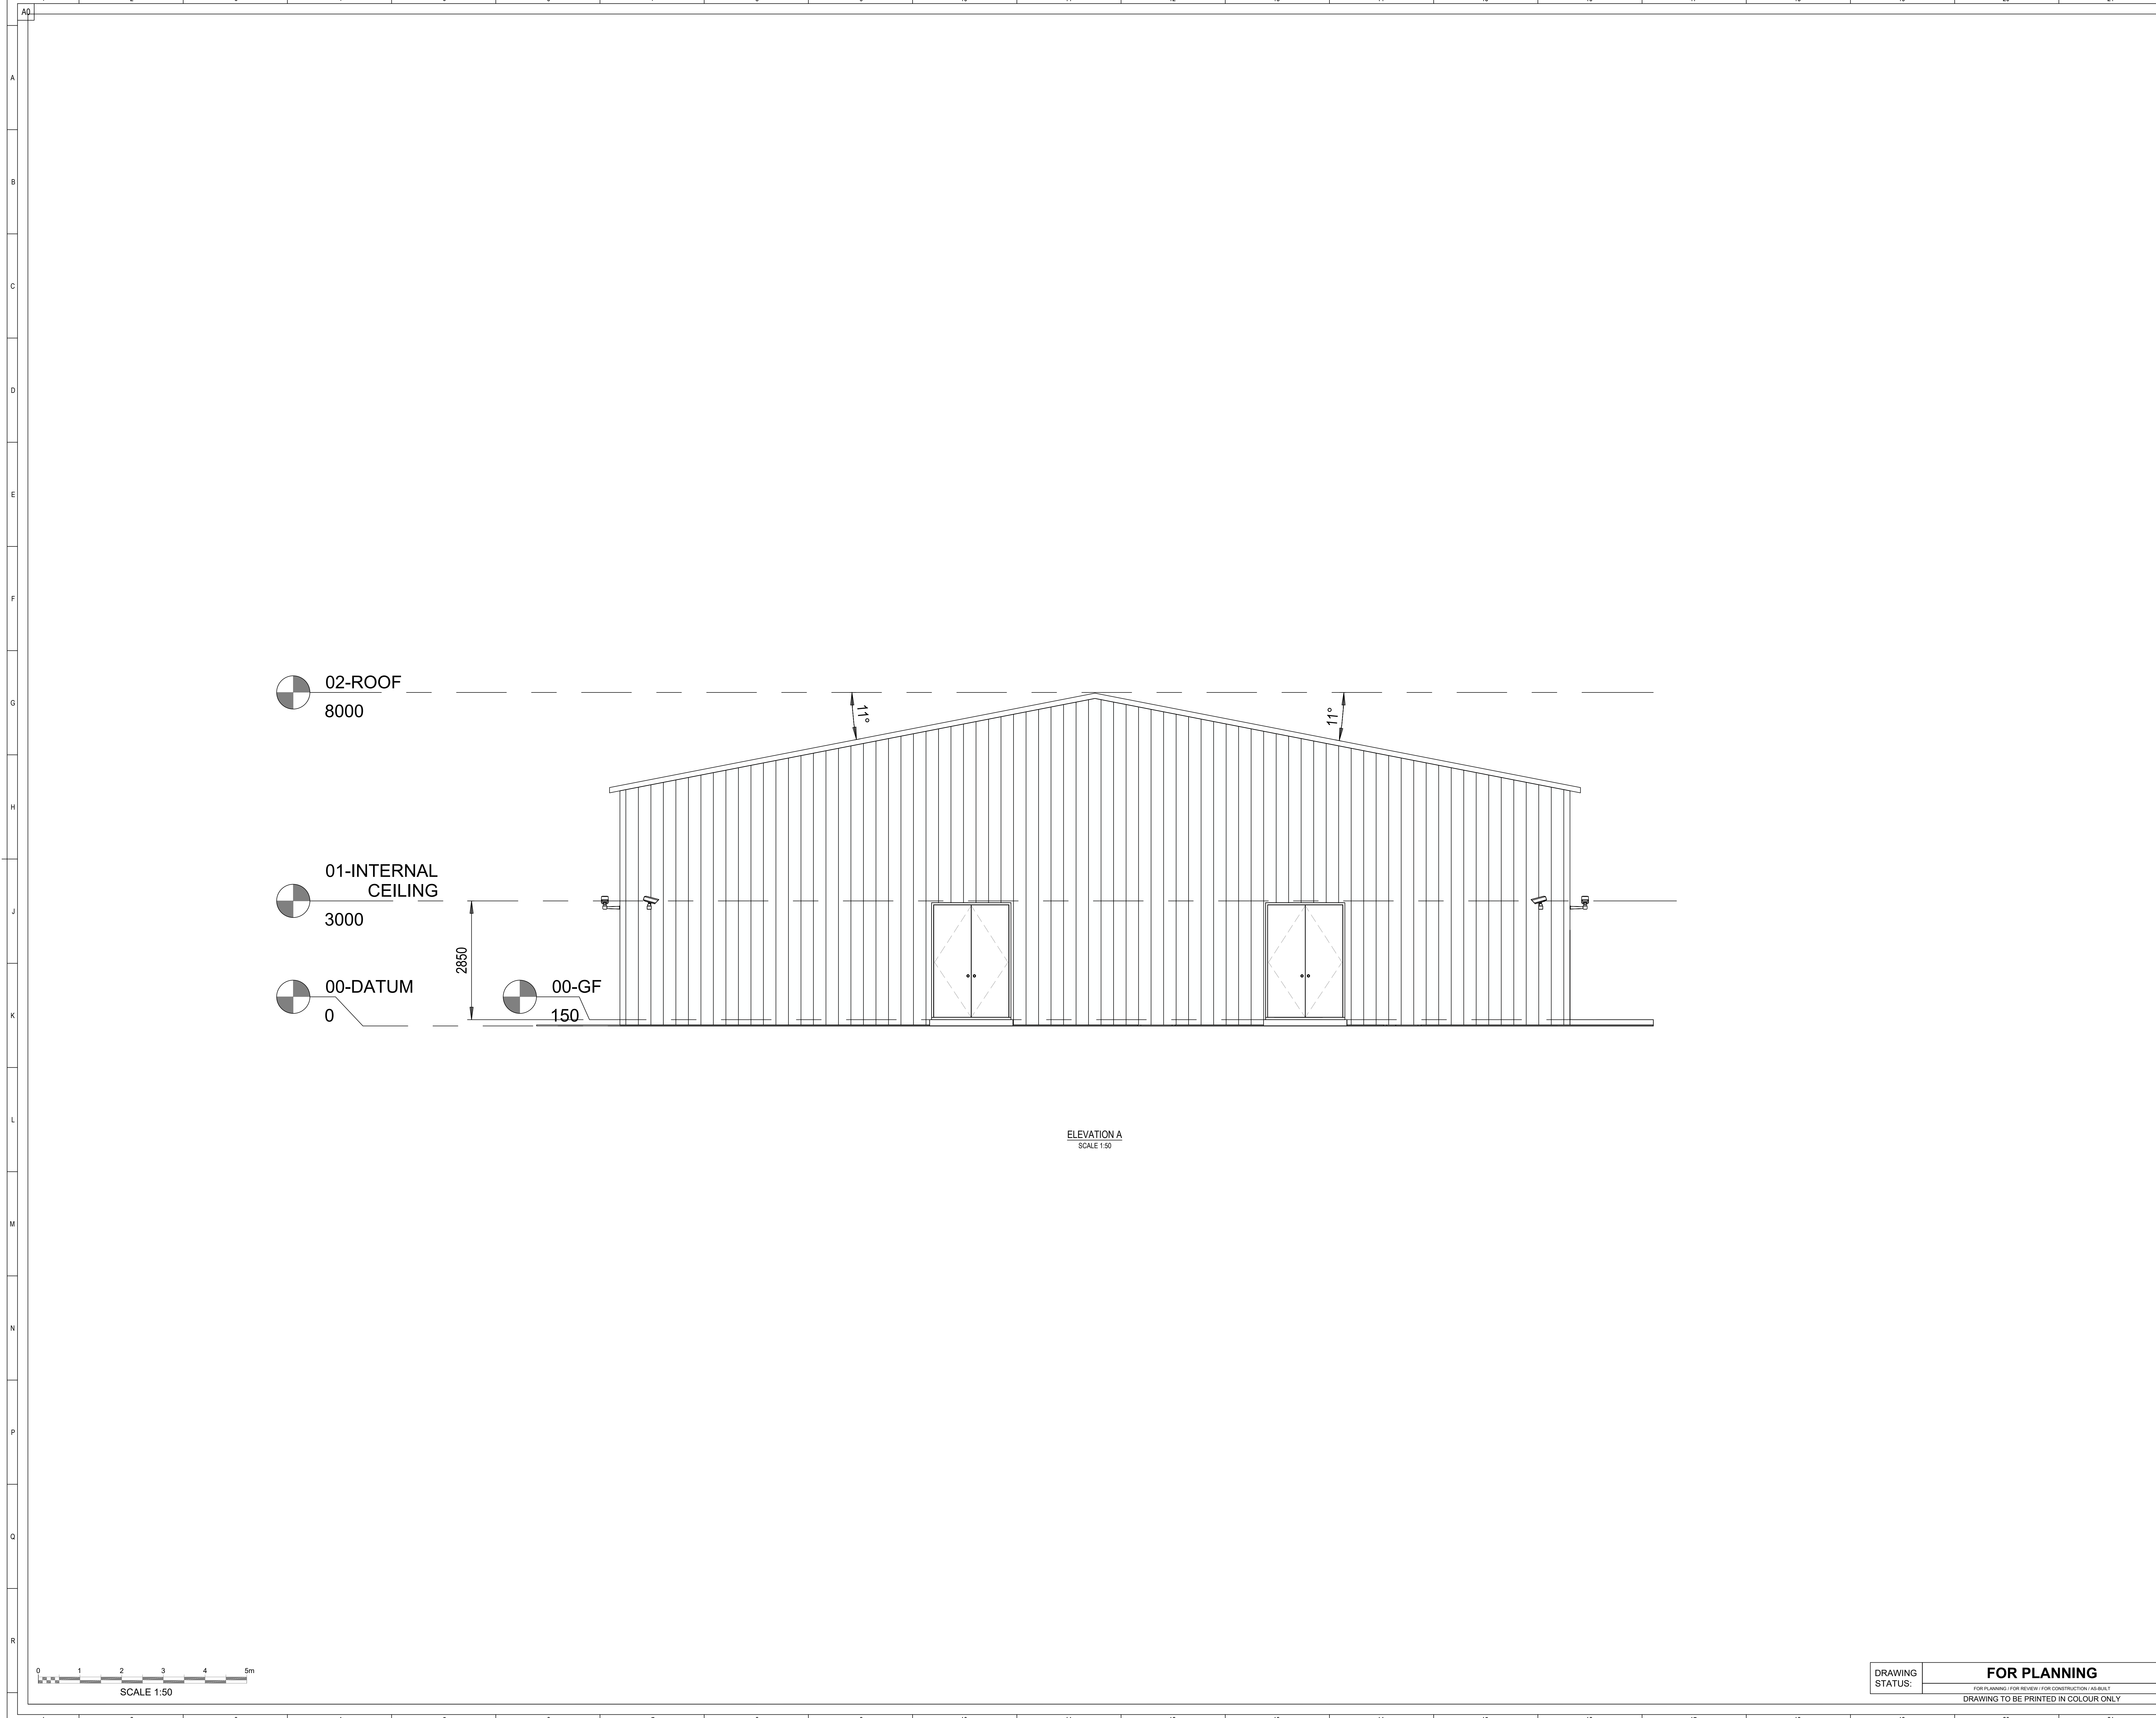 A0
A
B
C
D
E
F
G
H
J
K
L
M
N
P
Q
R
02-ROOF
8000
11°
11°
01-INTERNAL
CEILING
3000
2850
00-DATUM
0
00-GF
150
ELEVATION A
SCALE 1:50
0 1 2 3 4 5m
SCALE 1:50
DRAWING
STATUS:
FOR PLANNING
FOR PLANNING / FOR REVIEW / FOR CONSTRUCTION / AS-BUILT
DRAWING TO BE PRINTED IN COLOUR ONLY